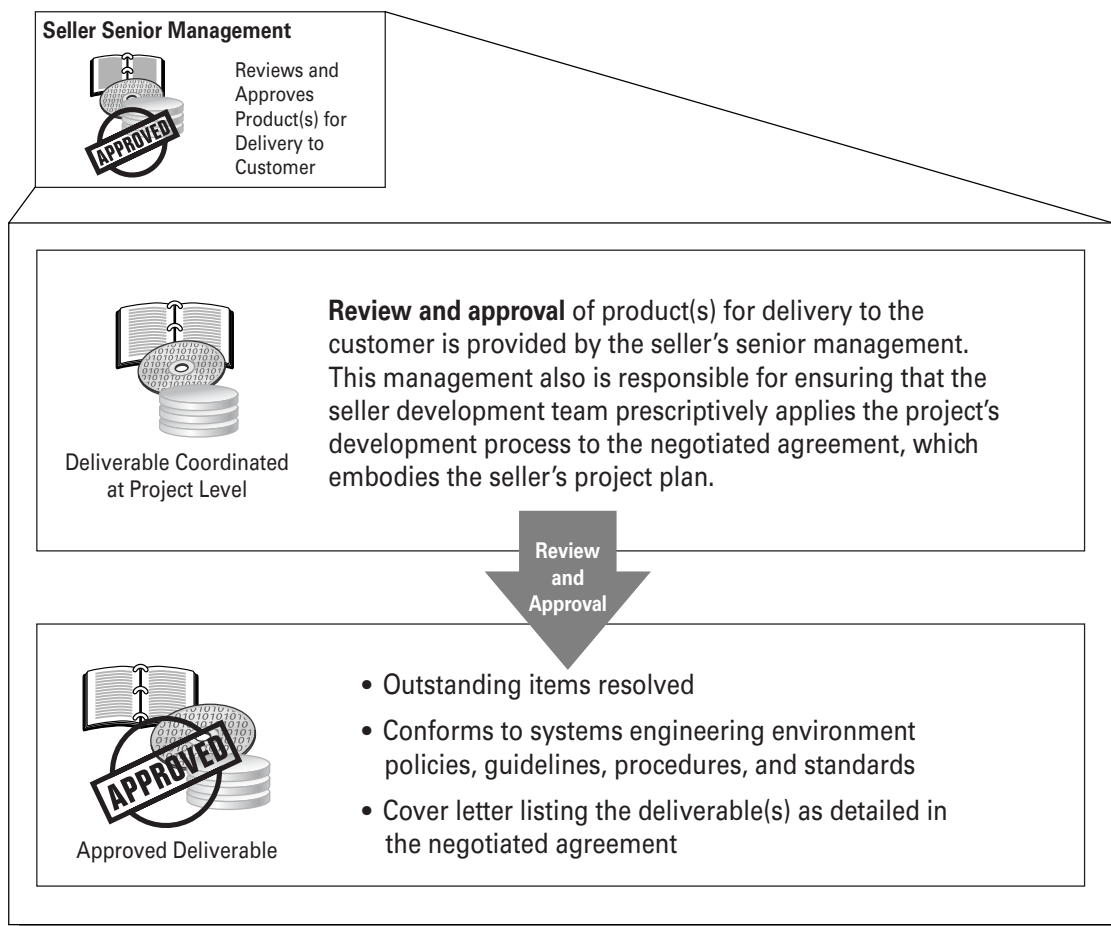 Seller Senior Management
Reviews and
Approves
Product(s) for
Delivery to
Customer
APPROVED
Review and approval of product(s) for delivery to the
customer is provided by the seller’s senior management.
This management also is responsible for ensuring that the
seller development team prescriptively applies the project’s
development process to the negotiated agreement, which
embodies the seller’s project plan.
Deliverable Coordinated
at Project Level
Review
and
Approval
• Outstanding items resolved
• Conforms to systems engineering environment
policies, guidelines, procedures, and standards
• Cover letter listing the deliverable(s) as detailed in
the negotiated agreement
APPROVED
Approved Deliverable